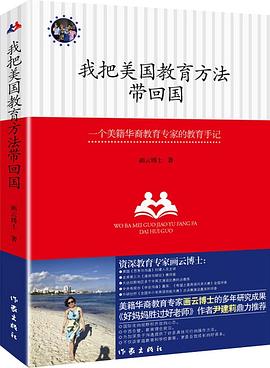 我把美国教育方法带回国
画云博士 著
作家出版社
我把美国教育方法
带回国
一个美籍华裔教育专家的教育手记
画云博士 著
WO BA MEI GUO JIAO YU FANG FA
DAI HUI GUO
资深教育专家画云博士:
美籍华裔教育专家画云博士的多年研究成果
《好妈妈胜过好老师》作者尹建莉鼎力推荐
作家出版社